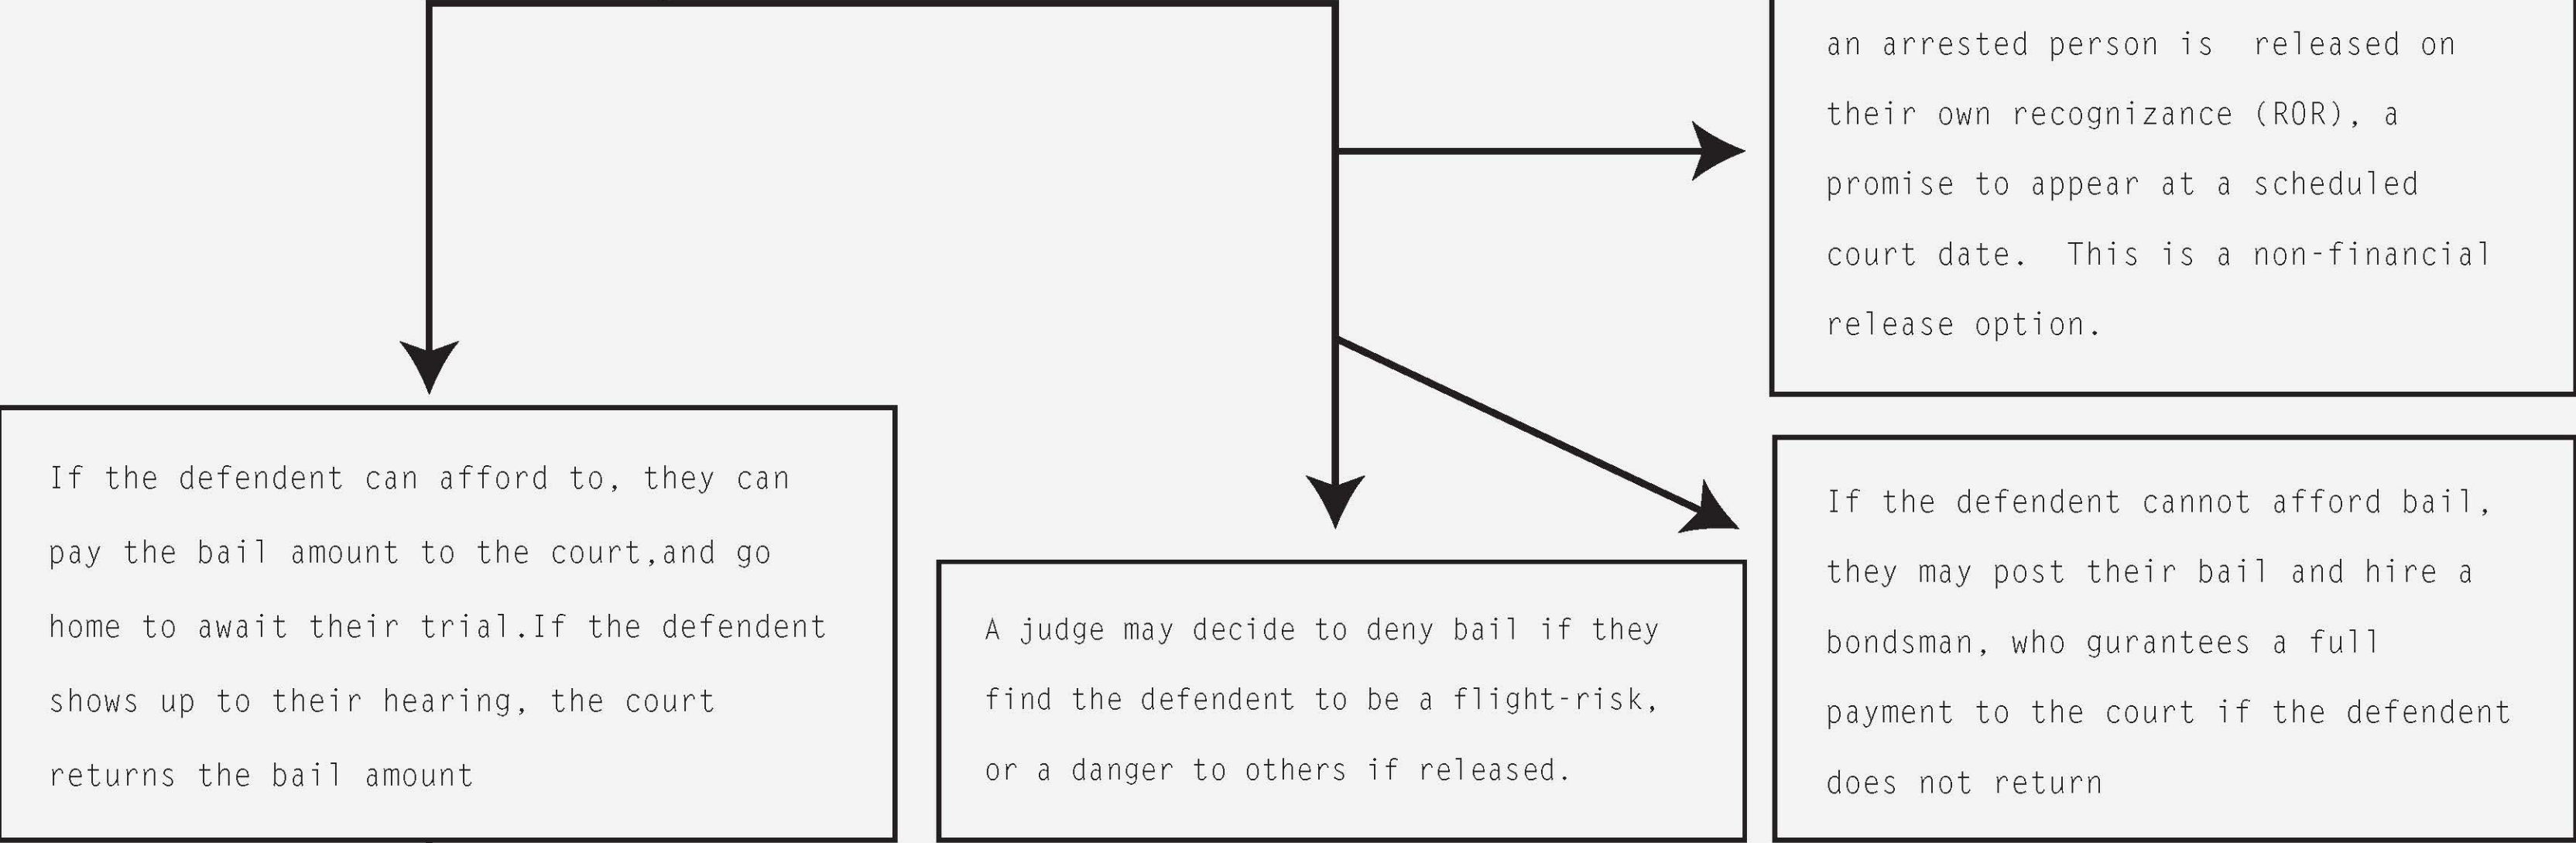 an arrested person is  released on
their own recognizance (ROR), a
promise to appear at a scheduled
court date.  This is a non-financial
release option.
If the defendent can afford to, they can
pay the bail amount to the court,and go
home to await their trial.If the defendent
shows up to their hearing, the court
returns the bail amount
A judge may decide to deny bail if they
find the defendent to be a flight-risk,
or a danger to others if released.
If the defendent cannot afford bail,
they may post their bail and hire a
bondsman, who gurantees a full
payment to the court if the defendent
does not return